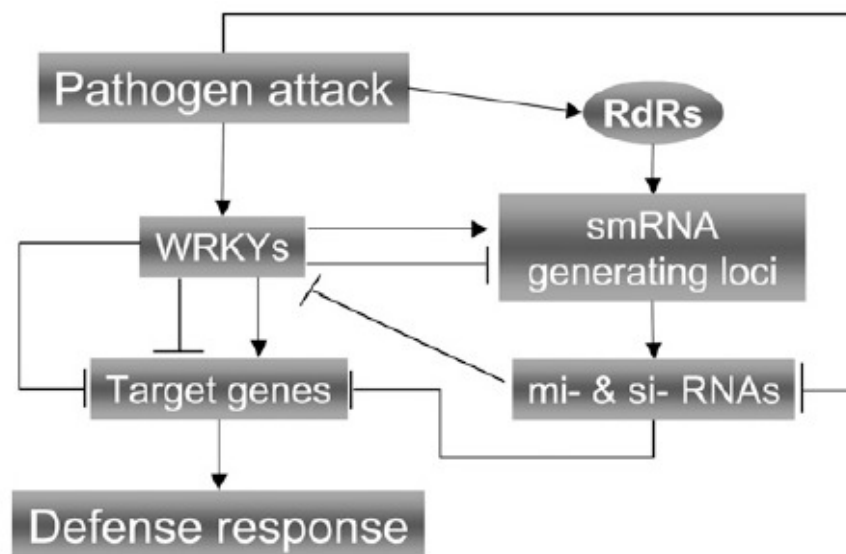 Pathogen attack
RdRs
WRKYs
smRNA
generating loci
Target genes
mi- & si- RNAs
Defense response